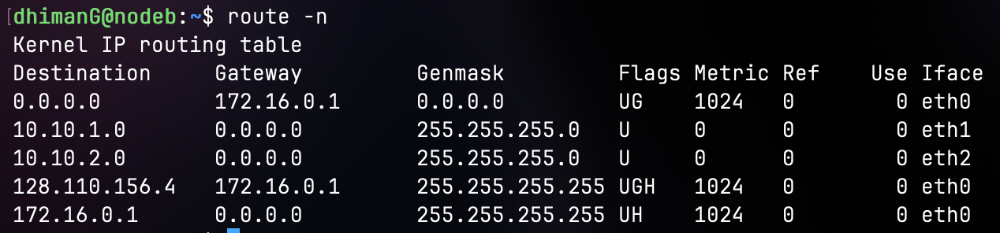 [dhimanG@nodeb:~$ route -n
Kernel IP routing table
Destination     Gateway         Genmask         Flags Metric Ref    Use Iface
0.0.0.0         172.16.0.1      0.0.0.0         UG    1024   0        0 eth0
10.10.1.0       0.0.0.0         255.255.255.0   U     0      0        0 eth1
10.10.2.0       0.0.0.0         255.255.255.0   U     0      0        0 eth2
128.110.156.4   172.16.0.1      255.255.255.255 UGH   1024   0        0 eth0
172.16.0.1      0.0.0.0         255.255.255.255 UH    1024   0        0 eth0